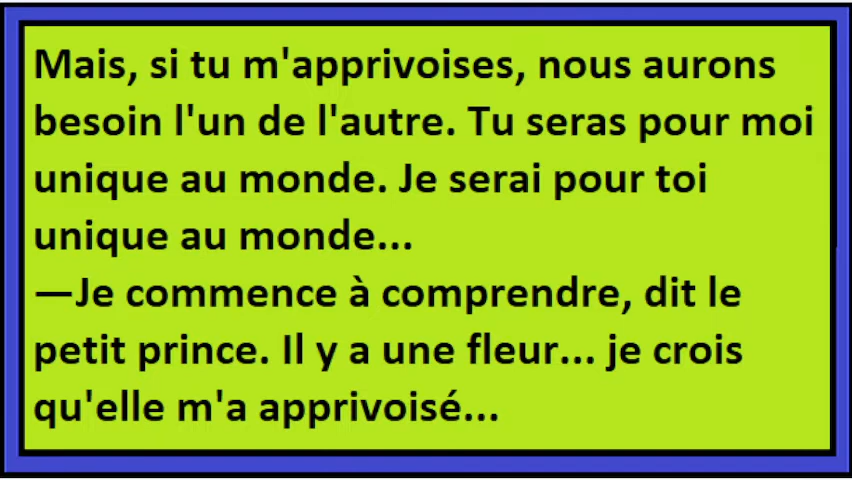 Mais, si tu m'apprivoises, nous aurons
besoin l'un de l'autre. Tu seras pour moi
unique au monde. Je serai pour toi
unique au monde...
—Je commence à comprendre, dit le
petit prince. Il y a une fleur... je crois
qu'elle m'a apprivoisé...